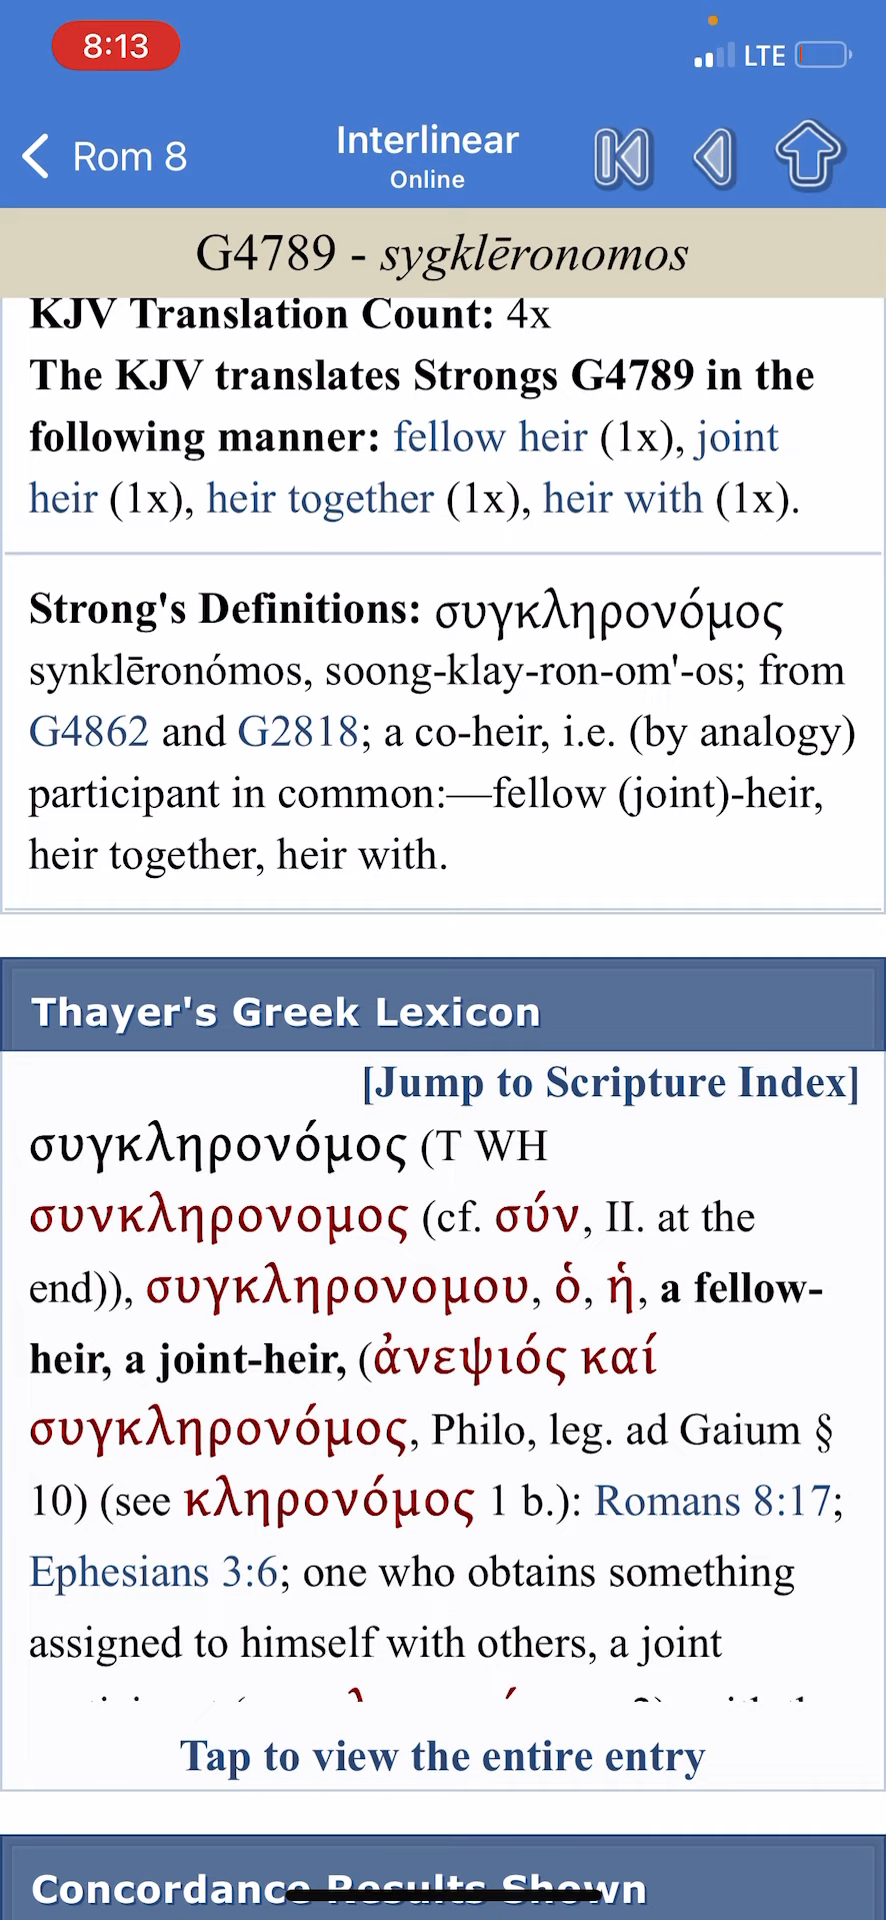 8:13
LTE
Rom 8
Interlinear
Online
G4789 - sygklēronomos
KJV Translation Count: 4x
The KJV translates Strongs G4789 in the
following manner: fellow heir (1x), joint
heir (1x), heir together (1x), heir with (1x).
Strong's Definitions: συγκληρονόμος
synklēronómos, soong-klay-ron-om'-os; from
G4862 and G2818; a co-heir, i.e. (by analogy)
participant in common:—fellow (joint)-heir,
heir together, heir with.
Thayer's Greek Lexicon
[Jump to Scripture Index]
συγκληρονόμος (T WH
συνκληρονομος (cf. σύν, II. at the
end)), συγκληρονομου, ὁ, ἡ, a fellow-
heir, a joint-heir, (ἀνεψιός καί
συγκληρονόμος, Philo, leg. ad Gaium §
10) (see κληρονόμος 1 b.): Romans 8:17;
Ephesians 3:6; one who obtains something
assigned to himself with others, a joint
Tap to view the entire entry
Concordance Results Shown